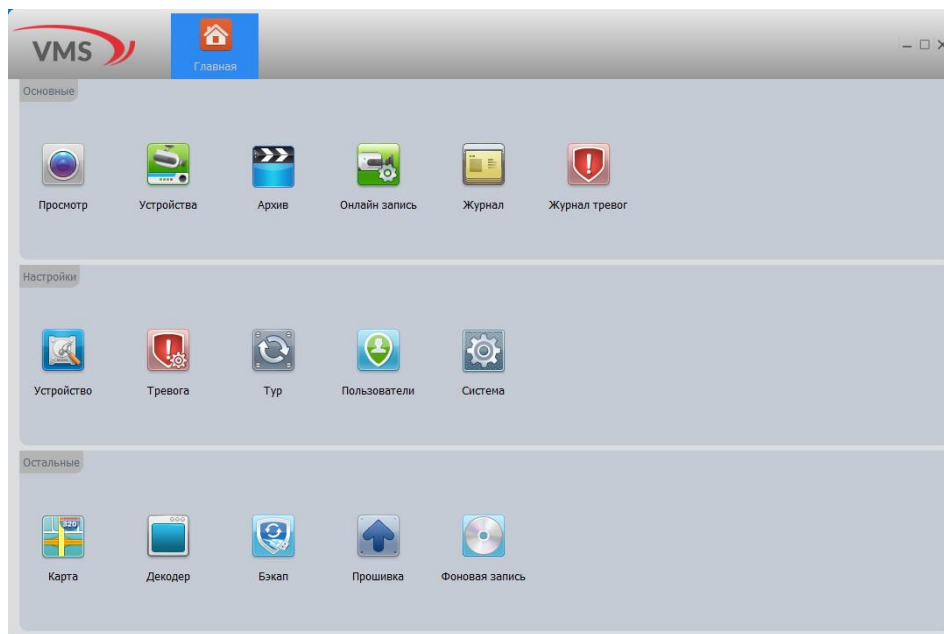 VMS
Главная
Основные
Просмотр
Устройства
Архив
Онлайн запись
Журнал
Журнал тревог
Настройки
Устройство
Тревога
Тур
Пользователи
Система
Остальные
320
Карта
Декодер
Бэкап
Прошивка
Фоновая запись